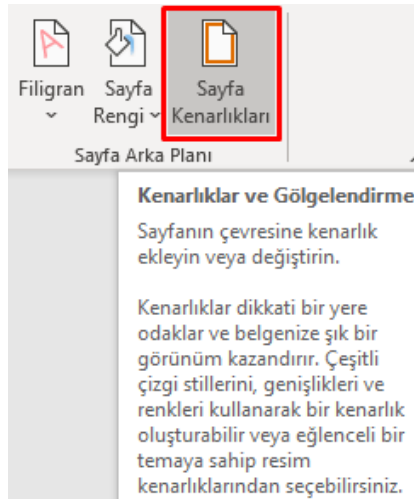 Filigran
Sayfa Rengi
Sayfa Kenarlıkları
Sayfa Arka Planı
Kenarlıklar ve Gölgelendirme
Sayfanın çevresine kenarlık
ekleyin veya değiştirin.
Kenarlıklar dikkati bir yere
odaklar ve belgenize şık bir
görünüm kazandırır. Çeşitli
çizgi stillerini, genişlikleri ve
renkleri kullanarak bir kenarlık
oluşturabilir veya eğlenceli bir
temaya sahip resim
kenarlıklarından seçebilirsiniz.